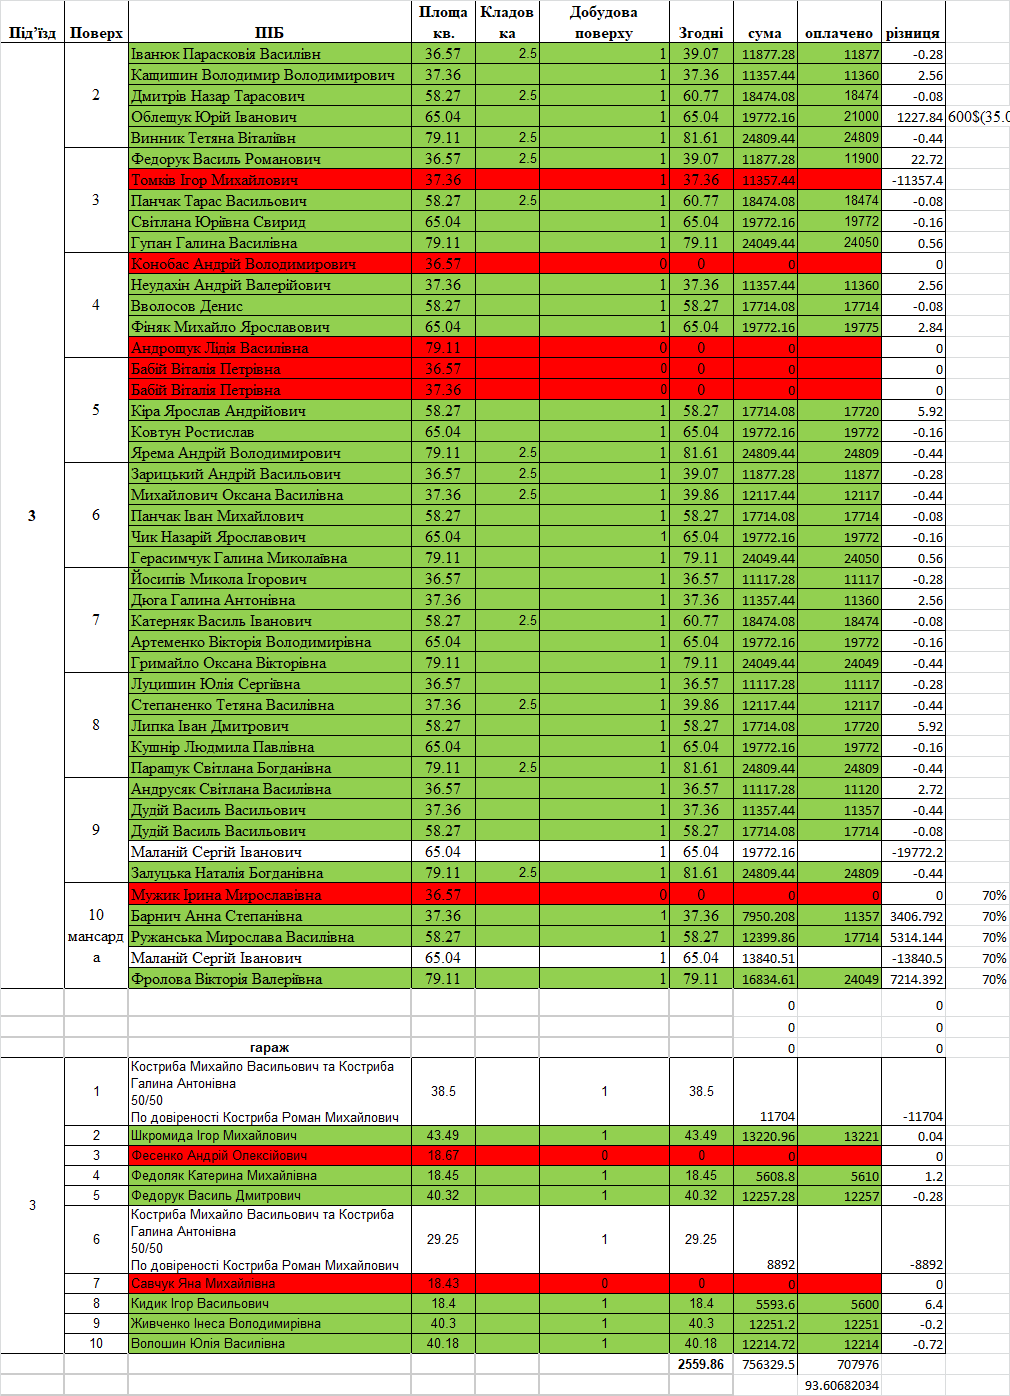 Під’їзд Поверх ПІБ Площа кв. Кладовка Добудова поверху Згодні сума оплачено різниця
3
2
Іванюк Парасковія Василівн 36.57 2.5 1 39.07 11877.28 11877 -0.28
Кащишин Володимир Володимирович 37.36 1 37.36 11357.44 11360 2.56
Дмитрів Назар Тарасович 58.27 2.5 1 60.77 18474.08 18474 -0.08
Облещук Юрій Іванович 65.04 1 65.04 19772.16 21000 1227.84 600$(35.0
Винник Тетяна Віталіївн 79.11 2.5 1 81.61 24809.44 24809 -0.44
3
Федорук Василь Романович 36.57 2.5 1 39.07 11877.28 11900 22.72
Томків Ігор Михайлович 37.36 1 37.36 11357.44 -11357.4
Панчак Тарас Васильович 58.27 2.5 1 60.77 18474.08 18474 -0.08
Світлана Юріївна Свирид 65.04 1 65.04 19772.16 19772 -0.16
Гупан Галина Василівна 79.11 1 79.11 24049.44 24050 0.56
4
Конобас Андрій Володимирович 36.57 0 0 0 0
Неудахін Андрій Валерійович 37.36 1 37.36 11357.44 11360 2.56
Вволосов Денис 58.27 1 58.27 17714.08 17714 -0.08
Фіняк Михайло Ярославович 65.04 1 65.04 19772.16 19775 2.84
Андрощук Лідія Василівна 79.11 0 0 0 0
5
Бабій Віталія Петрівна 36.57 0 0 0 0
Бабій Віталія Петрівна 37.36 0 0 0 0
Кіра Ярослав Андрійович 58.27 1 58.27 17714.08 17720 5.92
Ковтун Ростислав 65.04 1 65.04 19772.16 19772 -0.16
Ярема Андрій Володимирович 79.11 2.5 1 81.61 24809.44 24809 -0.44
6
Зарицький Андрій Васильович 36.57 2.5 1 39.07 11877.28 11877 -0.28
Михайлович Оксана Василівна 37.36 2.5 1 39.86 12117.44 12117 -0.44
Панчак Іван Михайлович 58.27 1 58.27 17714.08 17714 -0.08
Чик Назарій Ярославович 65.04 1 65.04 19772.16 19772 -0.16
Герасимчук Галина Миколаївна 79.11 1 79.11 24049.44 24050 0.56
7
Йосипів Микола Ігорович 36.57 1 36.57 11117.28 11117 -0.28
Дюга Галина Антонівна 37.36 1 37.36 11357.44 11360 2.56
Катерняк Василь Іванович 58.27 2.5 1 60.77 18474.08 18474 -0.08
Артеменко Вікторія Володимирівна 65.04 1 65.04 19772.16 19772 -0.16
Гримайло Оксана Вікторівна 79.11 1 79.11 24049.44 24049 -0.44
8
Луцишин Юлія Сергіївна 36.57 1 36.57 11117.28 11117 -0.28
Степаненко Тетяна Василівна 37.36 2.5 1 39.86 12117.44 12117 -0.44
Липка Іван Дмитрович 58.27 1 58.27 17714.08 17720 5.92
Кушнір Людмила Павлівна 65.04 1 65.04 19772.16 19772 -0.16
Паращук Світлана Богданівна 79.11 2.5 1 81.61 24809.44 24809 -0.44
9
Андрусяк Світлана Василівна 36.57 1 36.57 11117.28 11120 2.72
Дудій Василь Васильович 37.36 1 37.36 11357.44 11357 -0.44
Дудій Василь Васильович 58.27 1 58.27 17714.08 17714 -0.08
Маланій Сергій Іванович 65.04 1 65.04 19772.16 -19772.2
Залуцька Наталія Богданівна 79.11 2.5 1 81.61 24809.44 24809 -0.44
10 мансарда
Мужик Ірина Мирославівна 36.57 0 0 0 0 0 70%
Барнич Анна Степанівна 37.36 1 37.36 7950.208 11357 3406.792 70%
Ружанська Мирослава Василівна 58.27 1 58.27 12399.86 17714 5314.144 70%
Маланій Сергій Іванович 65.04 1 65.04 13840.51 -13840.5 70%
Фролова Вікторія Валеріївна 79.11 1 79.11 16834.61 24049 7214.392 70%
0 0
0 0
гараж 0 0
3
1 Костриба Михайло Васильович та Костриба
Галина Антонівна
50/50
По довіреності Костриба Роман Михайлович 38.5 1 38.5 11704 -11704
2 Шкромида Ігор Михайлович 43.49 1 43.49 13220.96 13221 0.04
3 Фесенко Андрій Олексійович 18.67 0 0 0 0
4 Федоляк Катерина Михайлівна 18.45 1 18.45 5608.8 5610 1.2
5 Федорук Василь Дмитрович 40.32 1 40.32 12257.28 12257 -0.28
6 Костриба Михайло Васильович та Костриба
Галина Антонівна
50/50
По довіреності Костриба Роман Михайлович 29.25 1 29.25 8892 -8892
7 Савчук Яна Михайлівна 18.43 0 0 0 0
8 Кидик Ігор Васильович 18.4 1 18.4 5593.6 5600 6.4
9 Живченко Інеса Володимирівна 40.3 1 40.3 12251.2 12251 -0.2
10 Волошин Юлія Василівна 40.18 1 40.18 12214.72 12214 -0.72
2559.86 756329.5 707976
93.60682034